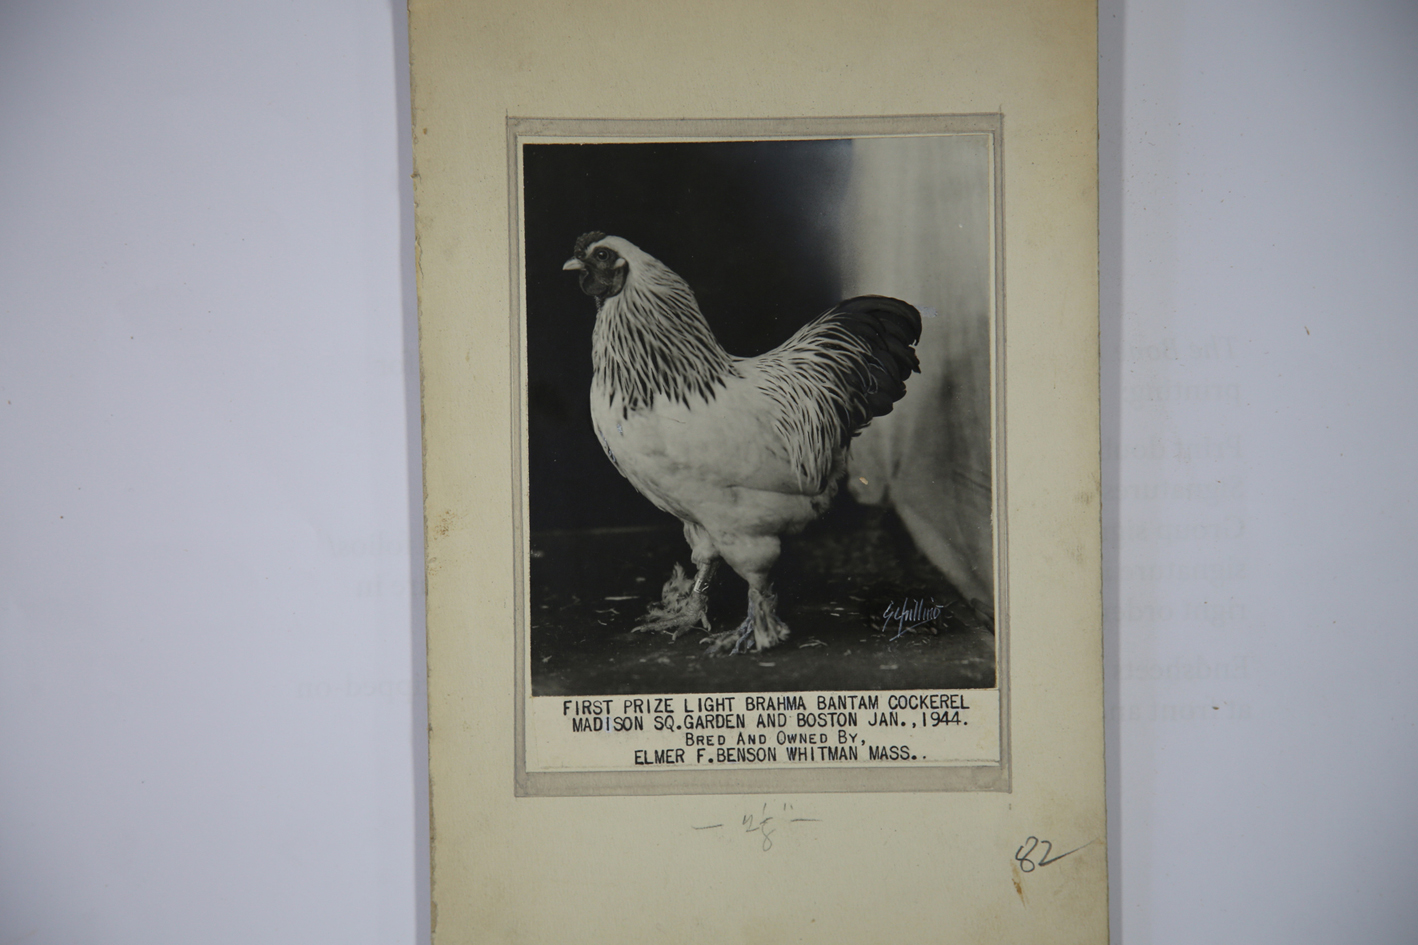 Schilling
FIRST PRIZE LIGHT BRAHMA BANTAM COCKEREL
MADISON SQ.GARDEN AND BOSTON JAN.,1944.
BRED AND OWNED BY,
ELMER F.BENSON WHITMAN MASS..
82